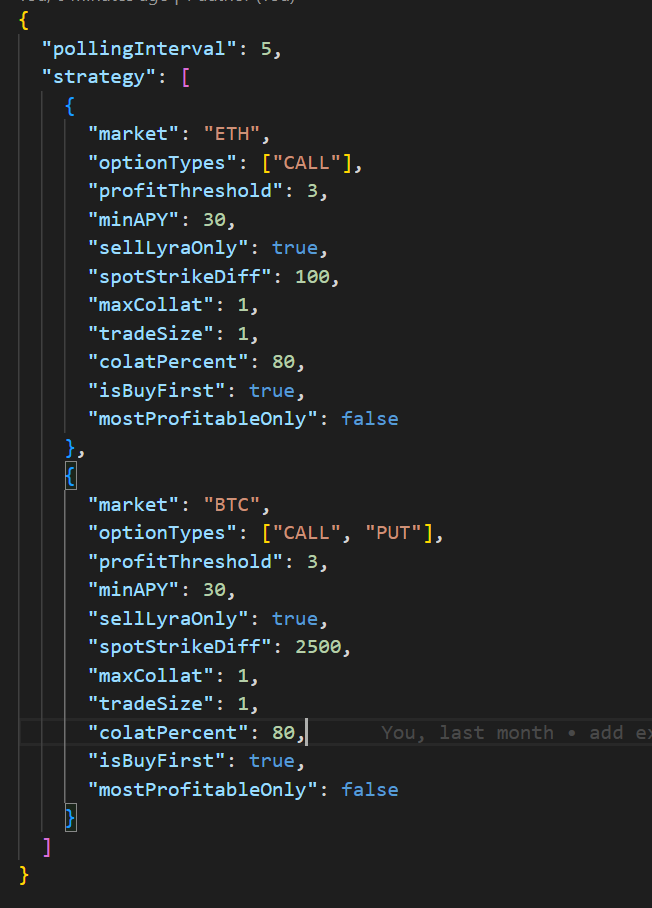 {
"pollingInterval": 5,
"strategy": [
{
"market": "ETH",
"optionTypes": ["CALL"],
"profitThreshold": 3,
"minAPY": 30,
"sellLyraOnly": true,
"spotStrikeDiff": 100,
"maxCollat": 1,
"tradeSize": 1,
"colatPercent": 80,
"isBuyFirst": true,
"mostProfitableOnly": false
},
{
"market": "BTC",
"optionTypes": ["CALL", "PUT"],
"profitThreshold": 3,
"minAPY": 30,
"sellLyraOnly": true,
"spotStrikeDiff": 2500,
"maxCollat": 1,
"tradeSize": 1,
"colatPercent": 80, You, last month • add
"isBuyFirst": true,
"mostProfitableOnly": false
}
]
}